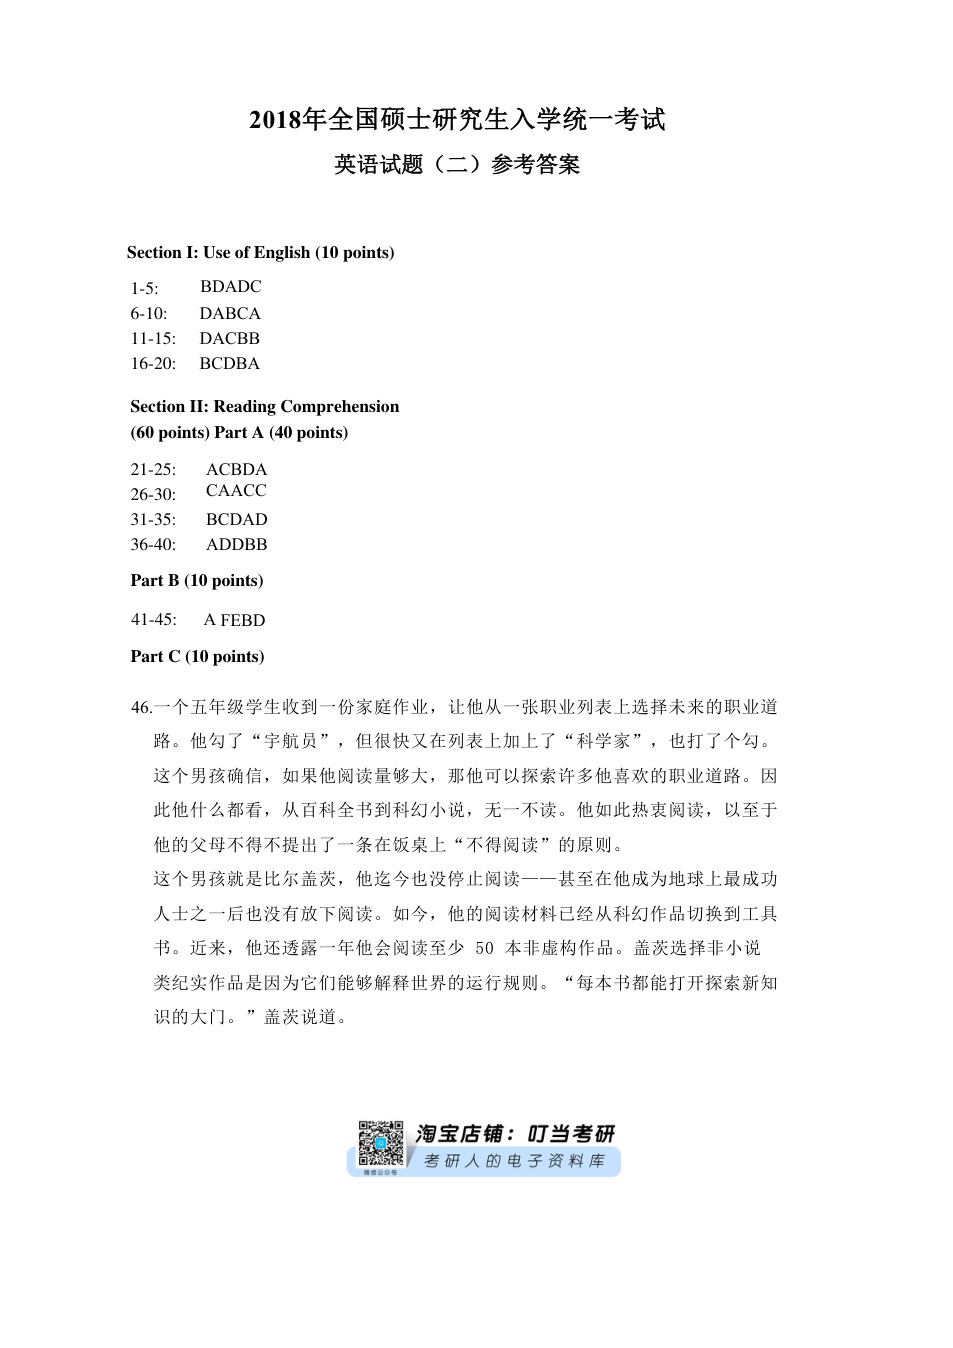 2018年全国硕士研究生入学统一考试
英语试题（二）参考答案
Section I: Use of English (10 points)
1-5: BDADC
6-10: DABCA
11-15: DACBB
16-20: BCDBA
Section II: Reading Comprehension
(60 points) Part A (40 points)
21-25: ACBDA
26-30: CAACC
31-35: BCDAD
36-40: ADDBB
Part B (10 points)
41-45: A FEBD
Part C (10 points)
46.一个五年级学生收到一份家庭作业，让他从一张职业列表上选择未来的职业道
路。他勾了“宇航员”，但很快又在列表上加上了“科学家”，也打了个勾。
这个男孩确信，如果他阅读量够大，那他可以探索许多他喜欢的职业道路。因
此他什么都看，从百科全书到科幻小说，无一不读。他如此热衷阅读，以至于
他的父母不得不提出了一条在饭桌上“不得阅读”的原则。
这个男孩就是比尔盖茨，他迄今也没停止阅读——甚至在他成为地球上最成功
人士之一后也没有放下阅读。如今，他的阅读材料已经从科幻作品切换到工具
书。近来，他还透露一年他会阅读至少 50 本非虚构作品。盖茨选择非小说
类纪实作品是因为它们能够解释世界的运行规则。“每本书都能打开探索新知
识的大门。”盖茨说道。
淘宝店铺：叮当考研
考研人的电子资料库
微信公众号